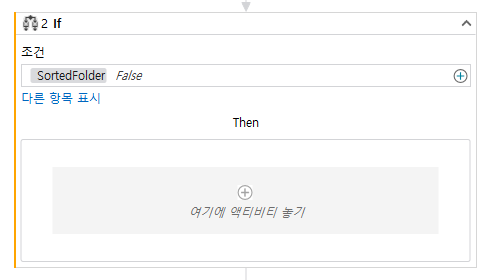 2 If
조건
SortedFolder False
다른 항목 표시
Then
여기에 액티비티 놓기